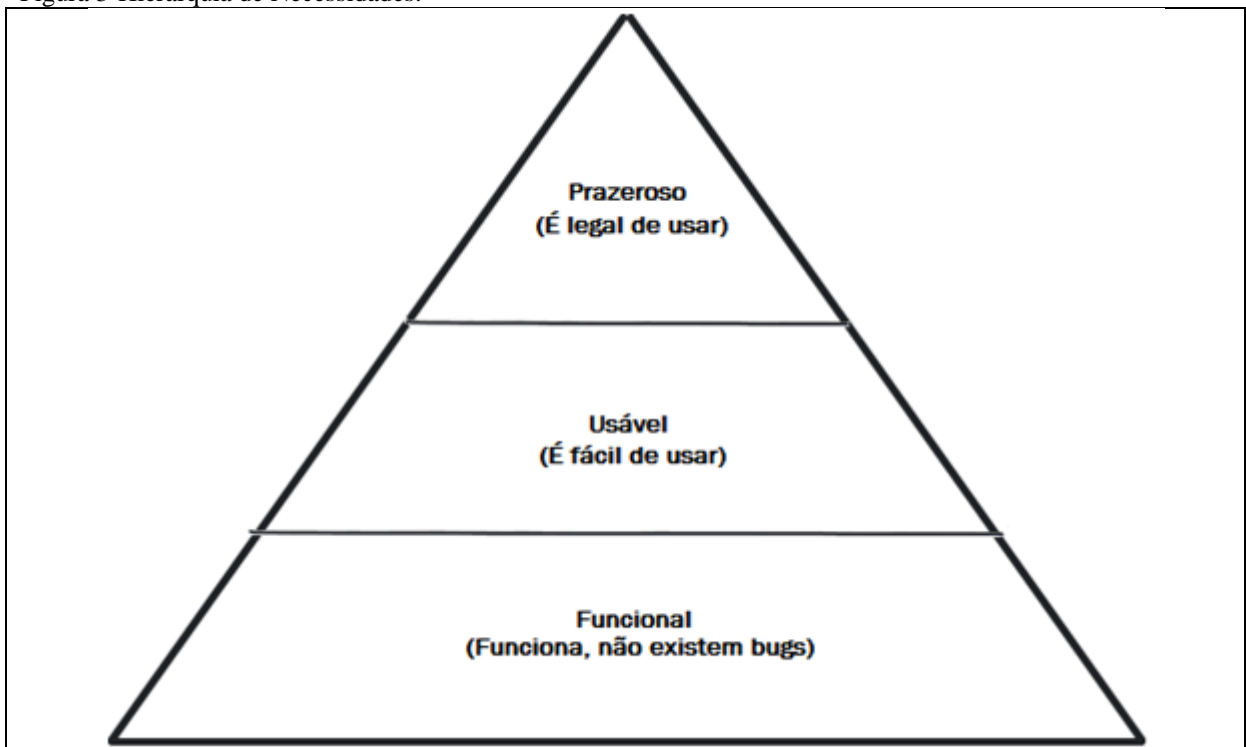 Figura 3 Hierarquia de Necessidades.
Prazeroso
(É legal de usar)
Usável
(É fácil de usar)
Funcional
(Funciona, não existem bugs)